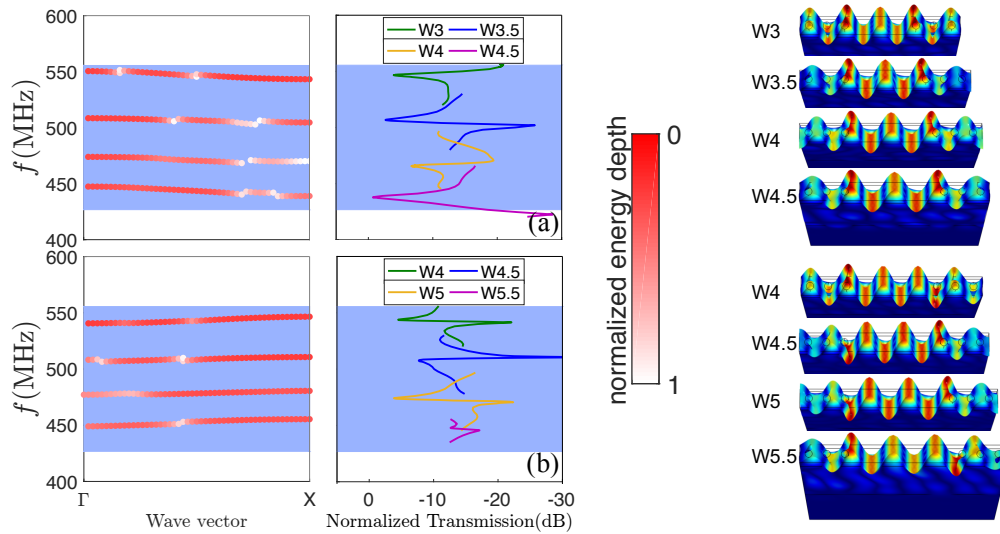 600
550
500
450
400
f (MHz)
W3 W3.5
W4 W4.5
(a)
600
550
500
450
400
f (MHz)
Γ X
Wave vector
W4 W4.5
W5 W5.5
(b)
0 -10 -20 -30
Normalized Transmission(dB)
normalized energy depth
0
1
W3
W3.5
W4
W4.5
W4
W4.5
W5
W5.5